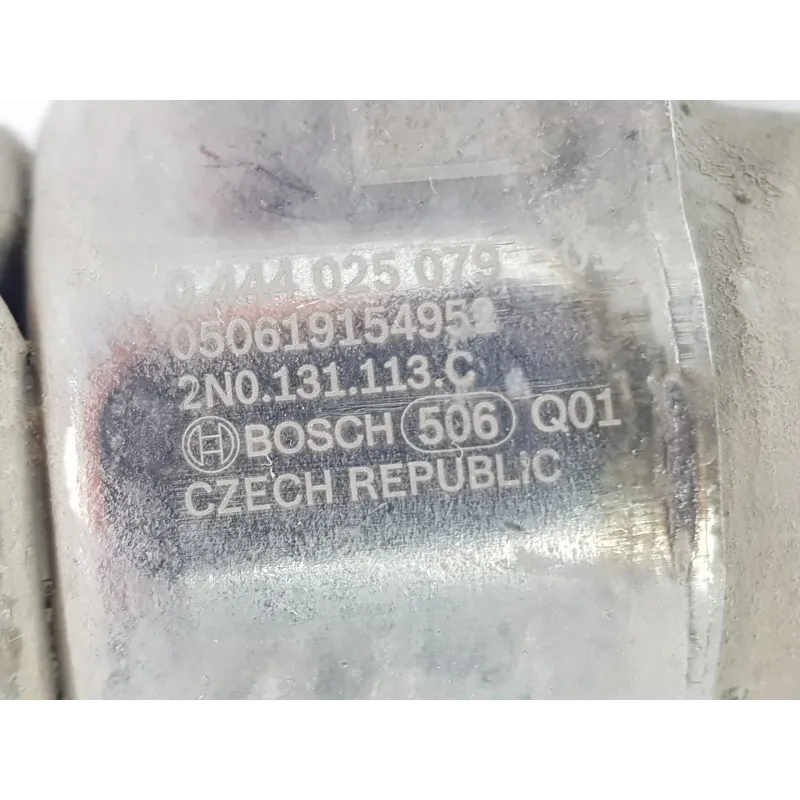 0 444 025 079
050619154952
2N0.131.113.C
BOSCH 506 Q01
CZECH REPUBLIC